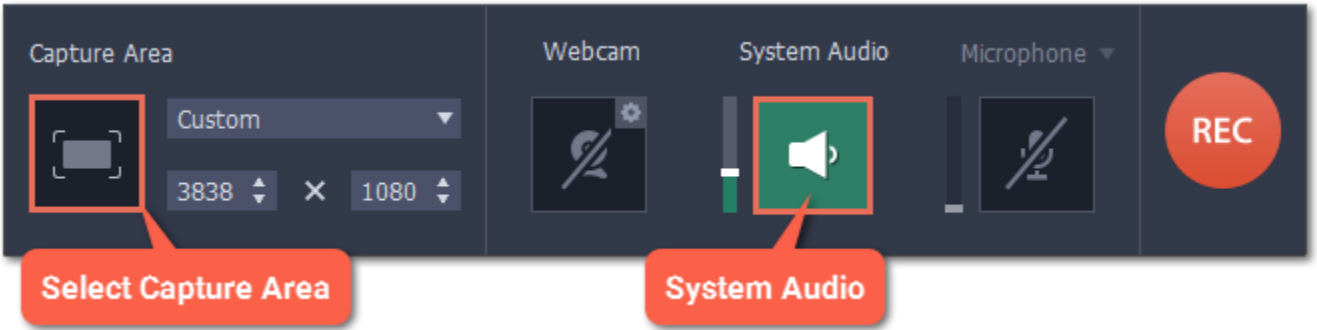 Capture Area
Webcam
System Audio
Microphone
Custom
3838 × 1080
REC
Select Capture Area
System Audio